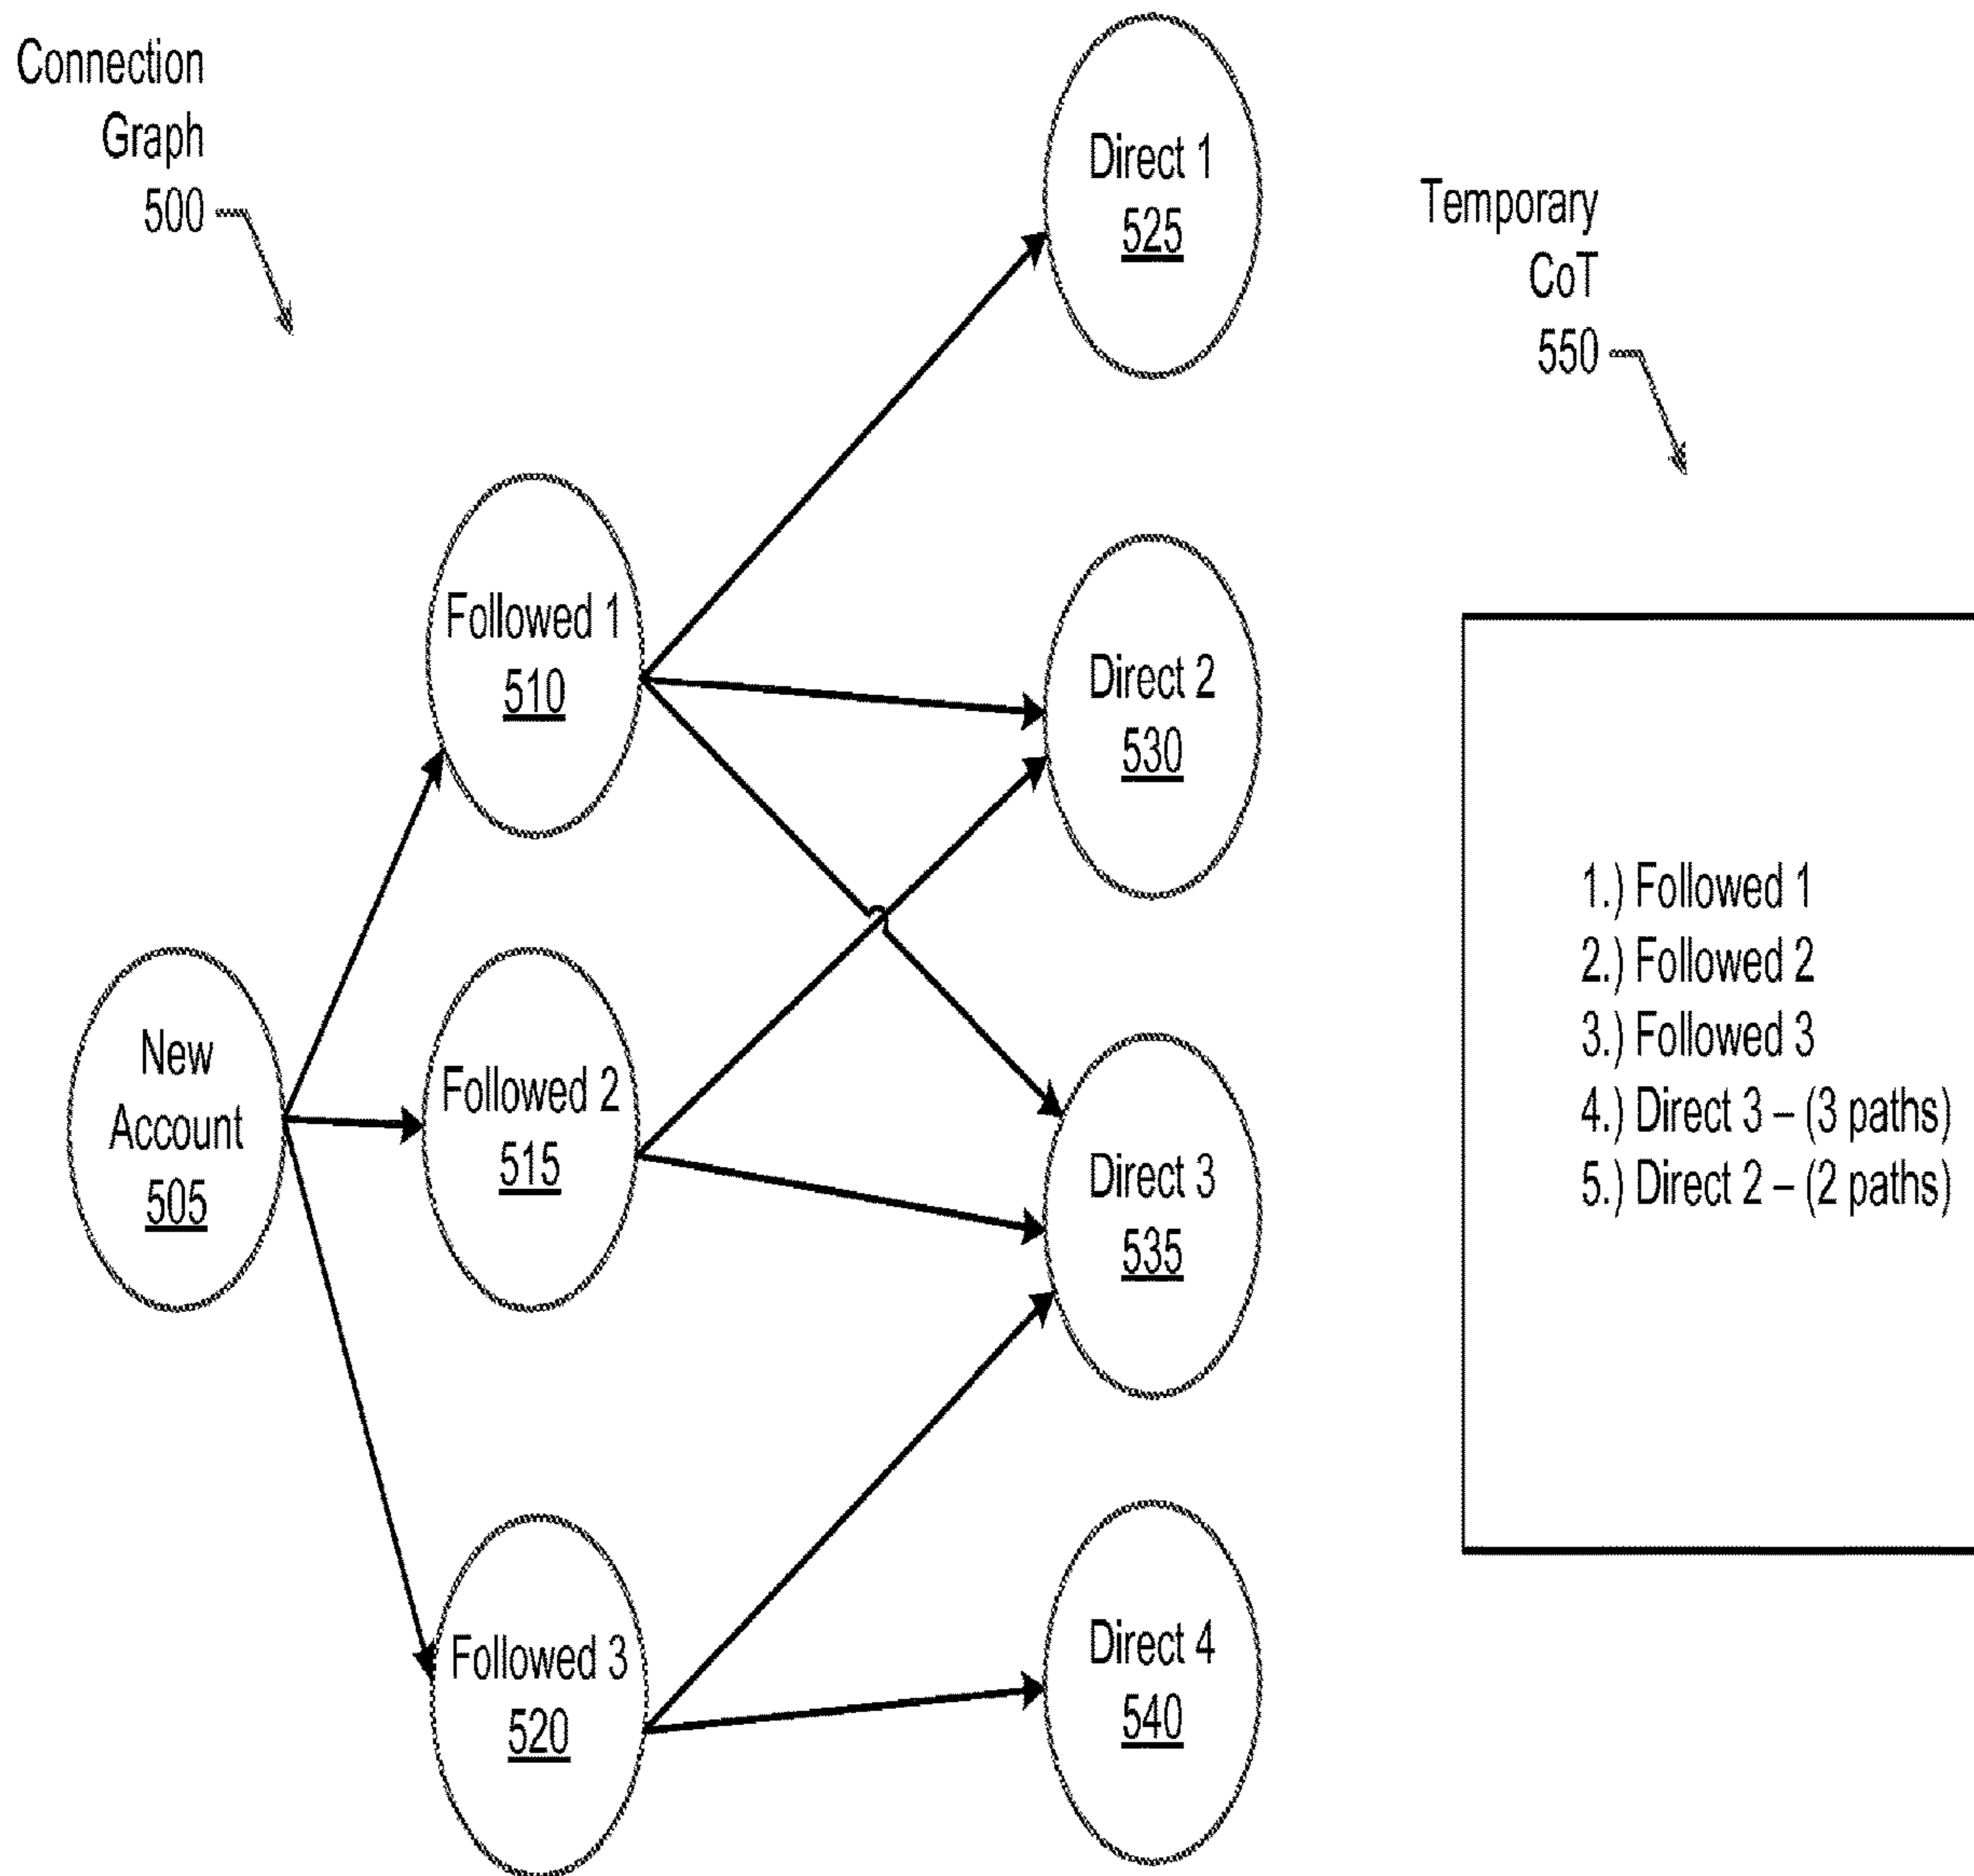 Connection
Graph
500
Direct 1
525
Temporary
CoT
550
Followed 1
510
Direct 2
530
New
Account
505
Followed 2
515
Direct 3
535
Followed 3
520
Direct 4
540
1.) Followed 1
2.) Followed 2
3.) Followed 3
4.) Direct 3 – (3 paths)
5.) Direct 2 – (2 paths)